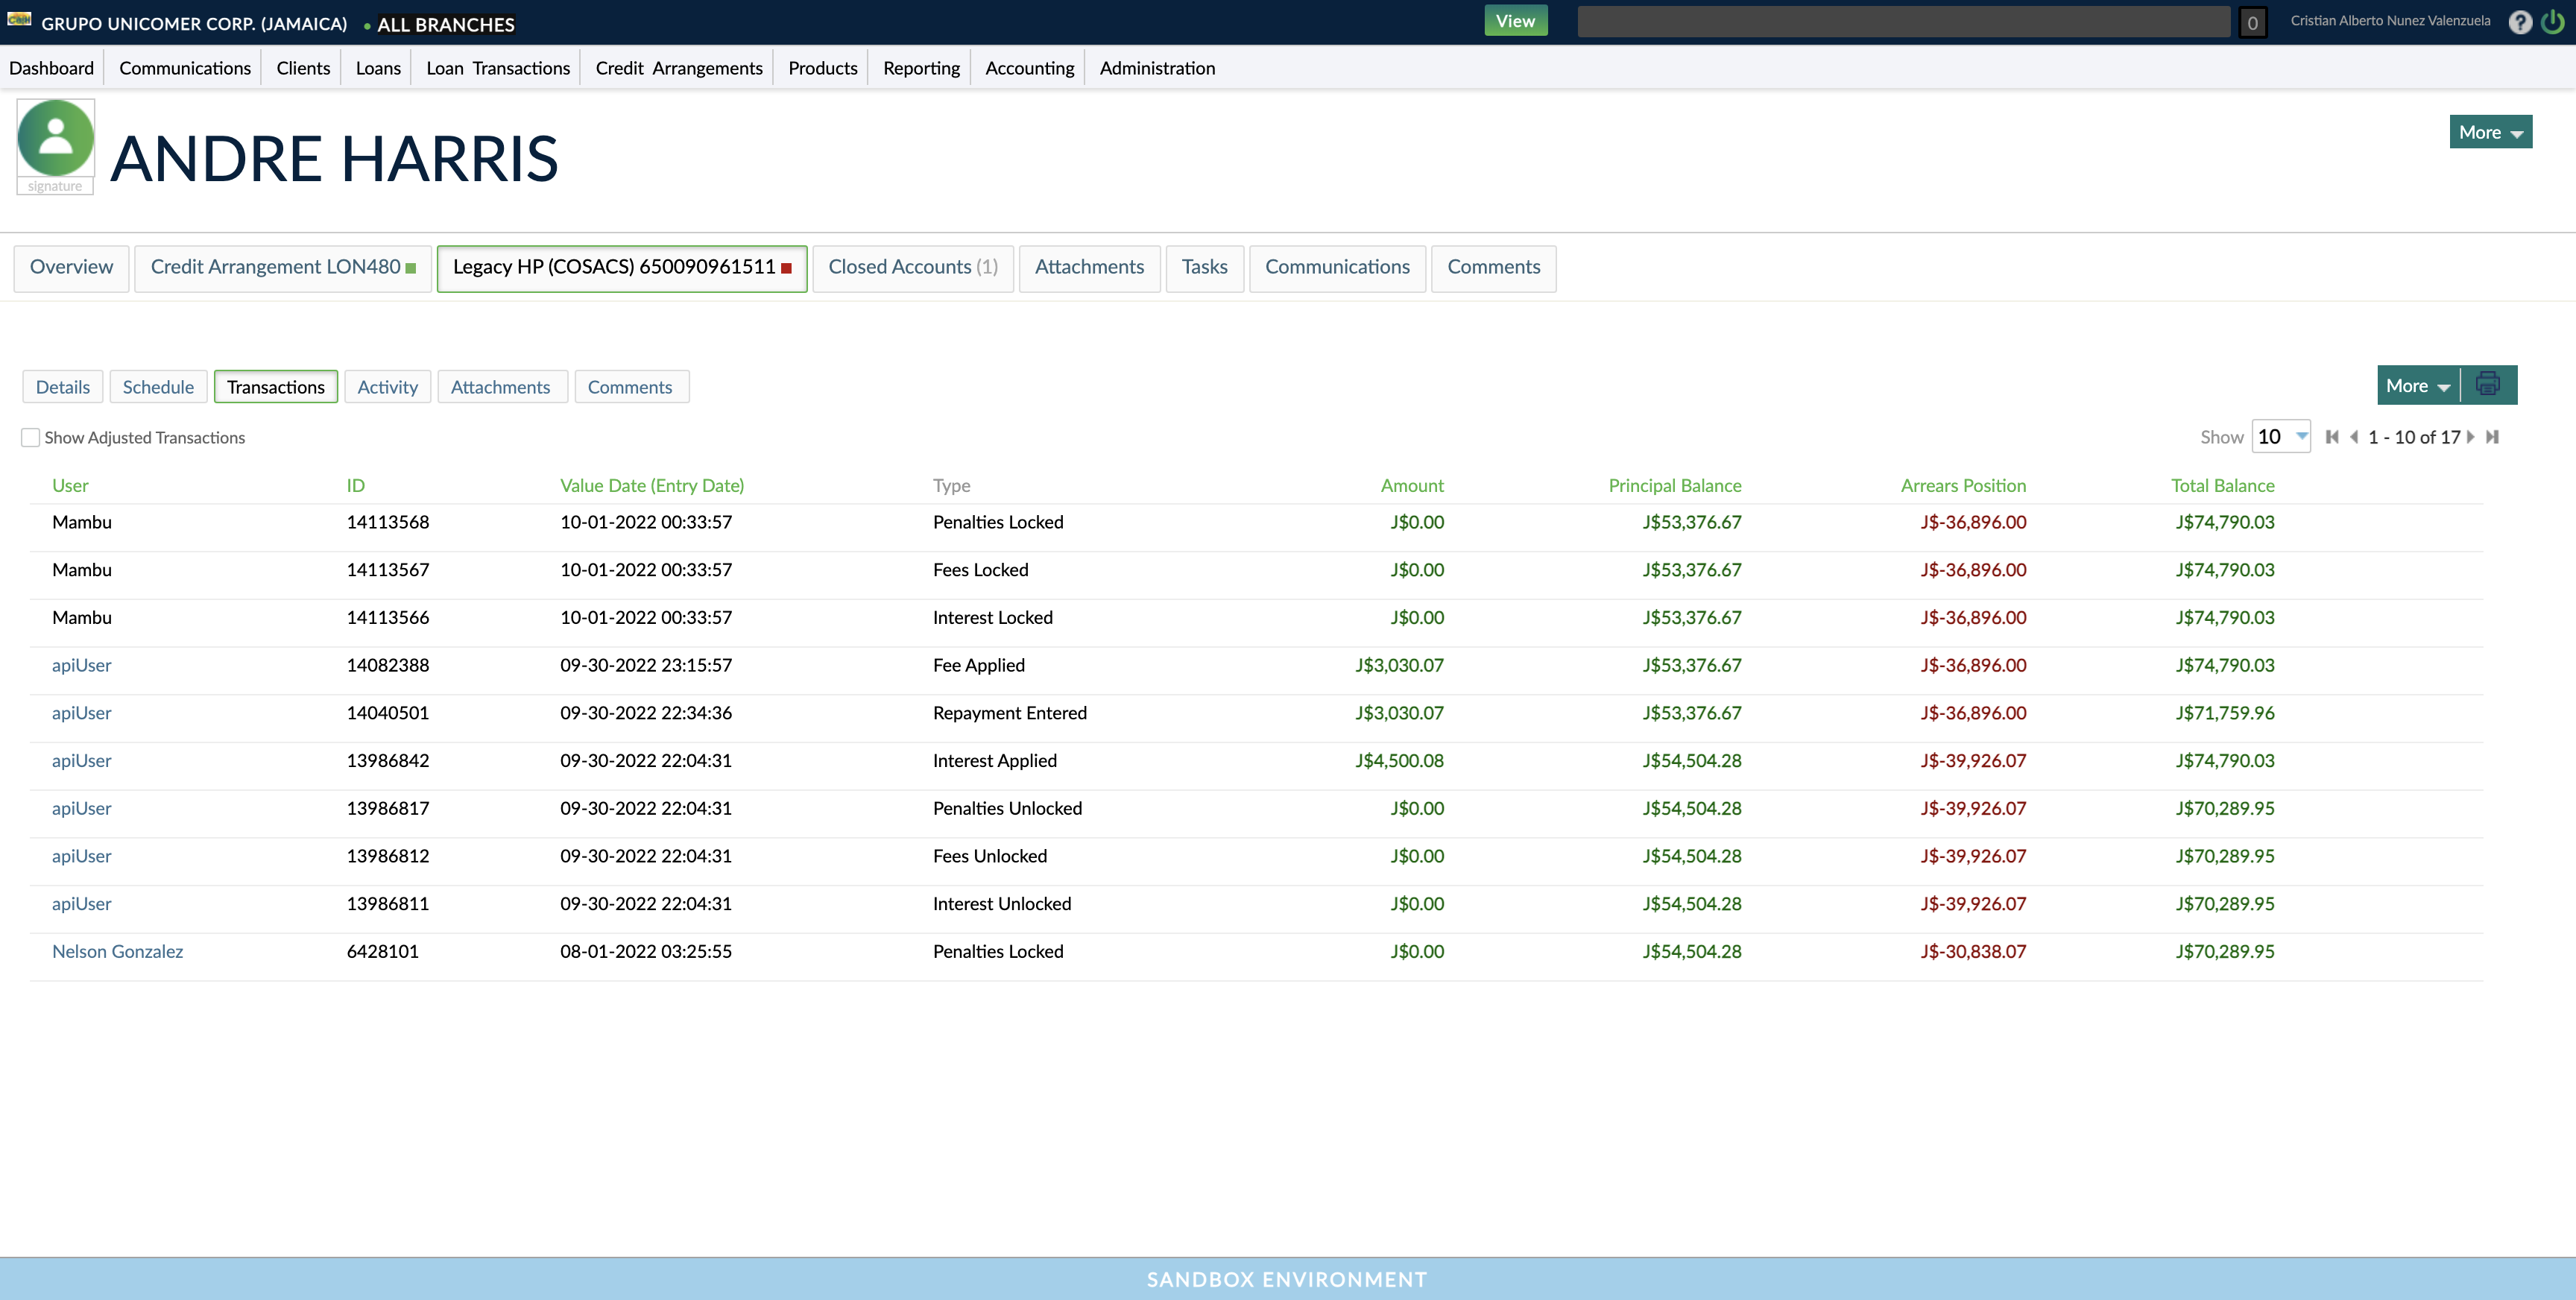 GRUPO UNICOMER CORP. (JAMAICA) • ALL BRANCHES View 0 Cristian Alberto Nunez Valenzuela ?
Dashboard Communications Clients Loans Loan Transactions Credit Arrangements Products Reporting Accounting Administration
signature
ANDRE HARRIS
More
Overview Credit Arrangement LON480 Legacy HP (COSACS) 650090961511 Closed Accounts (1) Attachments Tasks Communications Comments
Details Schedule Transactions Activity Attachments Comments More
Show Adjusted Transactions Show 10 1 - 10 of 17
User ID Value Date (Entry Date) Type Amount Principal Balance Arrears Position Total Balance
Mambu 14113568 10-01-2022 00:33:57 Penalties Locked J$0.00 J$53,376.67 J$-36,896.00 J$74,790.03
Mambu 14113567 10-01-2022 00:33:57 Fees Locked J$0.00 J$53,376.67 J$-36,896.00 J$74,790.03
Mambu 14113566 10-01-2022 00:33:57 Interest Locked J$0.00 J$53,376.67 J$-36,896.00 J$74,790.03
apiUser 14082388 09-30-2022 23:15:57 Fee Applied J$3,030.07 J$53,376.67 J$-36,896.00 J$74,790.03
apiUser 14040501 09-30-2022 22:34:36 Repayment Entered J$3,030.07 J$53,376.67 J$-36,896.00 J$71,759.96
apiUser 13986842 09-30-2022 22:04:31 Interest Applied J$4,500.08 J$54,504.28 J$-39,926.07 J$74,790.03
apiUser 13986817 09-30-2022 22:04:31 Penalties Unlocked J$0.00 J$54,504.28 J$-39,926.07 J$70,289.95
apiUser 13986812 09-30-2022 22:04:31 Fees Unlocked J$0.00 J$54,504.28 J$-39,926.07 J$70,289.95
apiUser 13986811 09-30-2022 22:04:31 Interest Unlocked J$0.00 J$54,504.28 J$-39,926.07 J$70,289.95
Nelson Gonzalez 6428101 08-01-2022 03:25:55 Penalties Locked J$0.00 J$54,504.28 J$-30,838.07 J$70,289.95
SANDBOX ENVIRONMENT